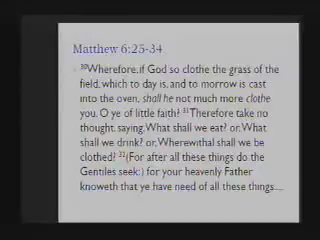 Matthew 6:25-34
30Wherefore, if God so clothe the grass of the
field, which to day is, and to morrow is cast
into the oven, shall he not much more clothe
you, O ye of little faith? 31Therefore take no
thought, saying, What shall we eat? or, What
shall we drink? or, Wherewithal shall we be
clothed? 32(For after all these things do the
Gentiles seek:) for your heavenly Father
knoweth that ye have need of all these things....